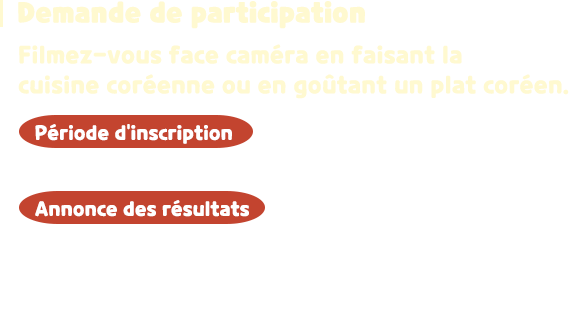 Demande de participation
Filmez-vous face caméra en faisant la
cuisine coréenne ou en goûtant un plat coréen.
Période d'inscription
Annonce des résultats